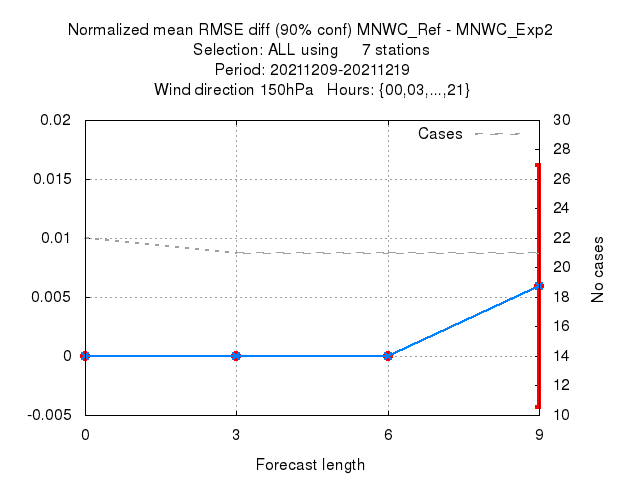 Normalized mean RMSE diff (90% conf) MNWC_Ref - MNWC_Exp2
Selection: ALL using 7 stations
Period: 20211209-20211219
Wind direction 150hPa Hours: {00,03,...,21}
Cases
0.02
0.015
0.01
0.005
0
-0.005
30
28
26
24
22
20
18
16
14
12
10
No cases
0 3 6 9
Forecast length